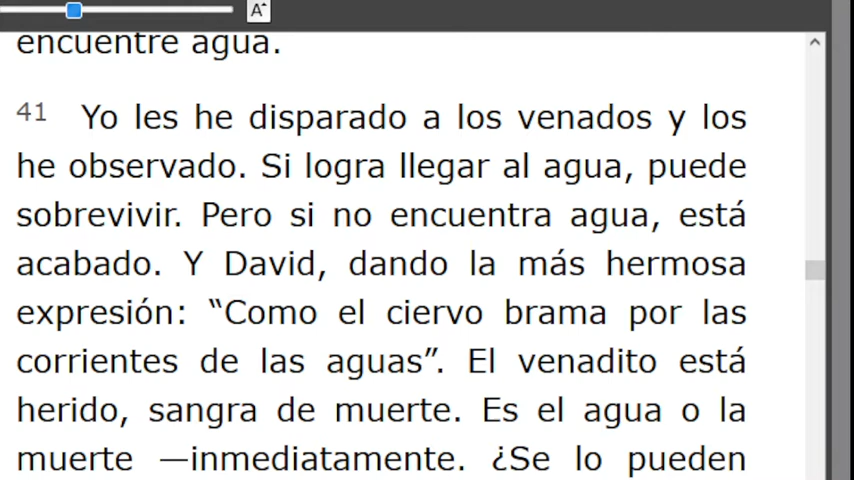 A
encuentre agua.
41 Yo les he disparado a los venados y los
he observado. Si logra llegar al agua, puede
sobrevivir. Pero si no encuentra agua, está
acabado. Y David, dando la más hermosa
expresión: “Como el ciervo brama por las
corrientes de las aguas”. El venadito está
herido, sangra de muerte. Es el agua o la
muerte —inmediatamente. ¿Se lo pueden